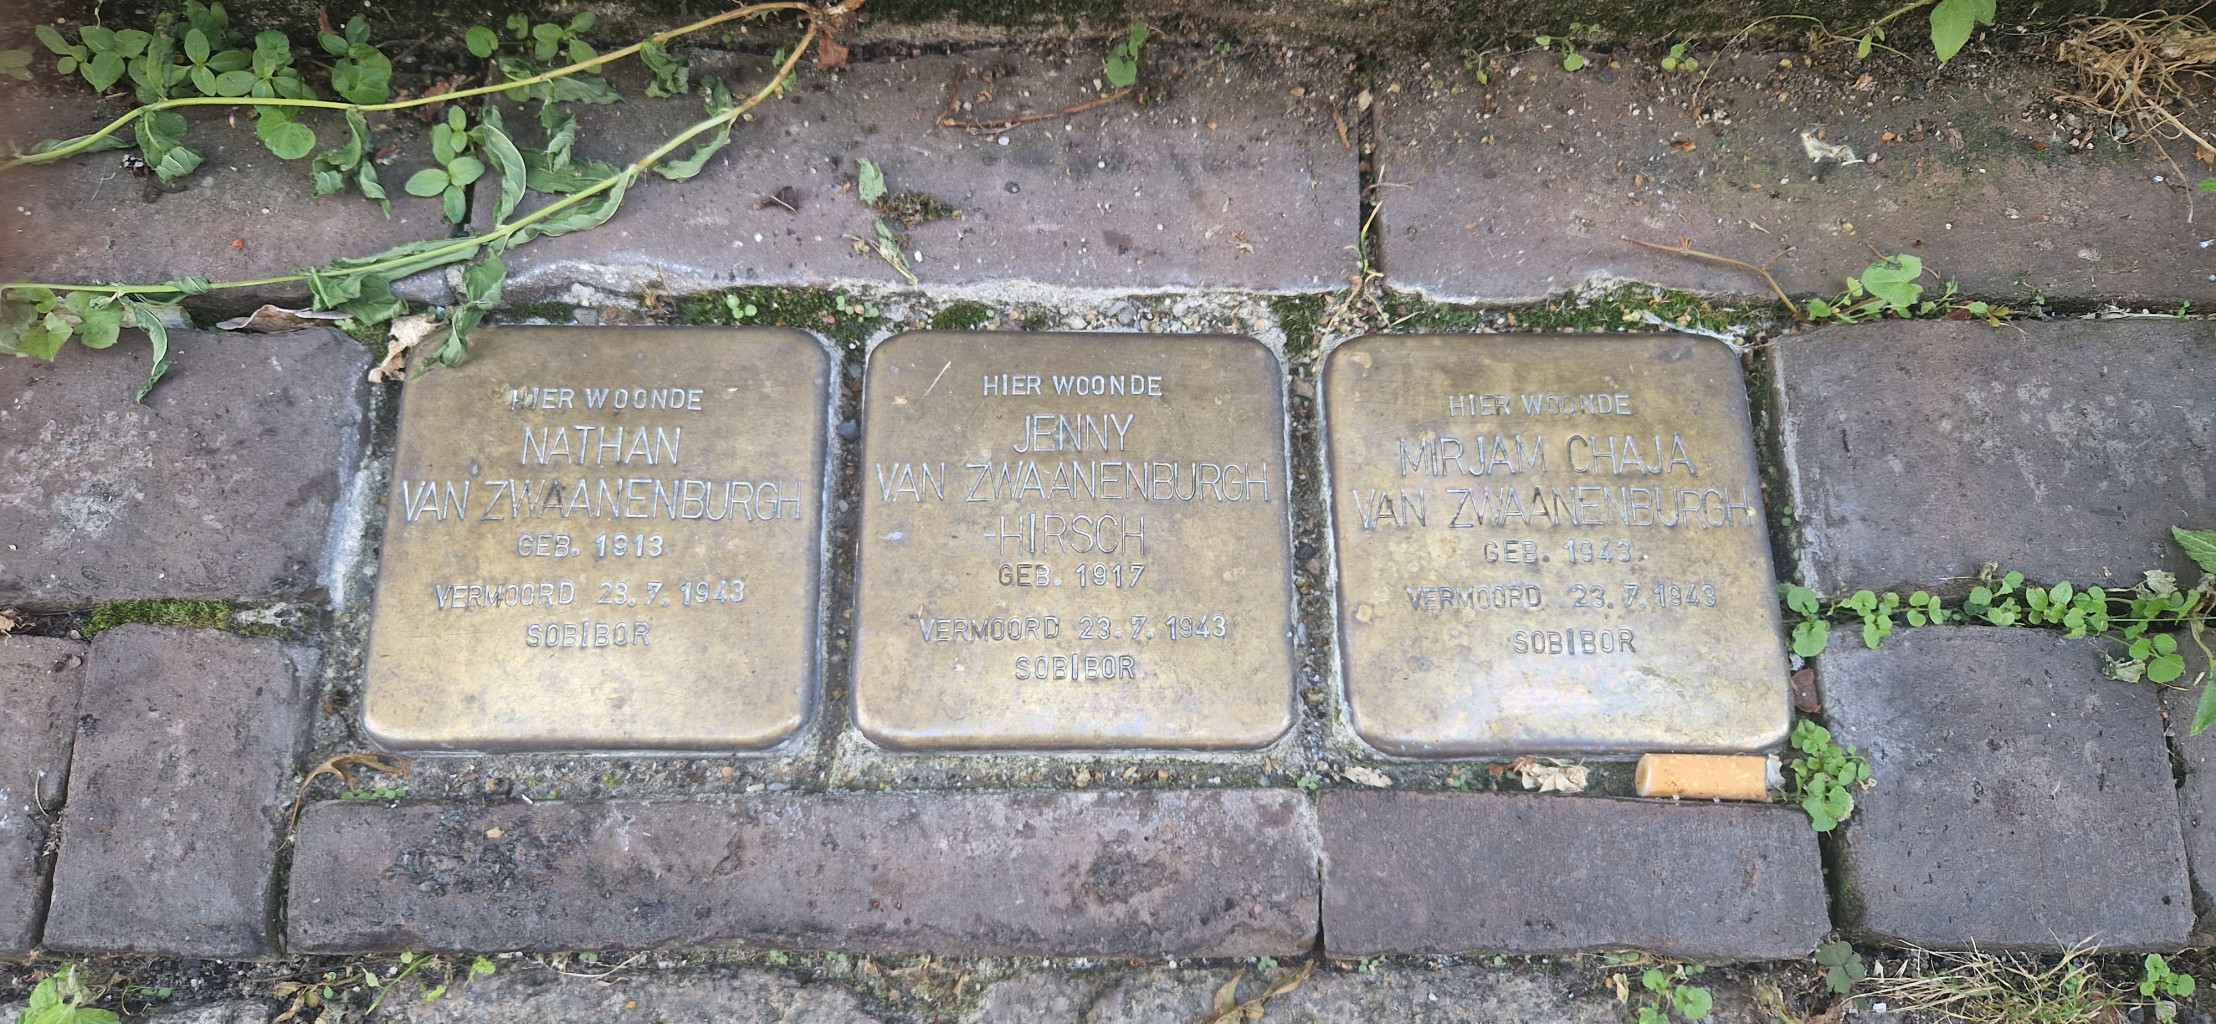 HIER WOONDE
NATHAN
VAN ZWAANENBURGH
GEB. 1913
VERMOORD 23.7.1943
SOBIBOR
HIER WOONDE
JENNY
VAN ZWAANENBURGH
-HIRSCH
GEB. 1917
VERMOORD 23.7.1943
SOBIBOR
HIER WOONDE
MIRJAM CHAJA
VAN ZWAANENBURGH
GEB. 1943
VERMOORD 23.7.1943
SOBIBOR